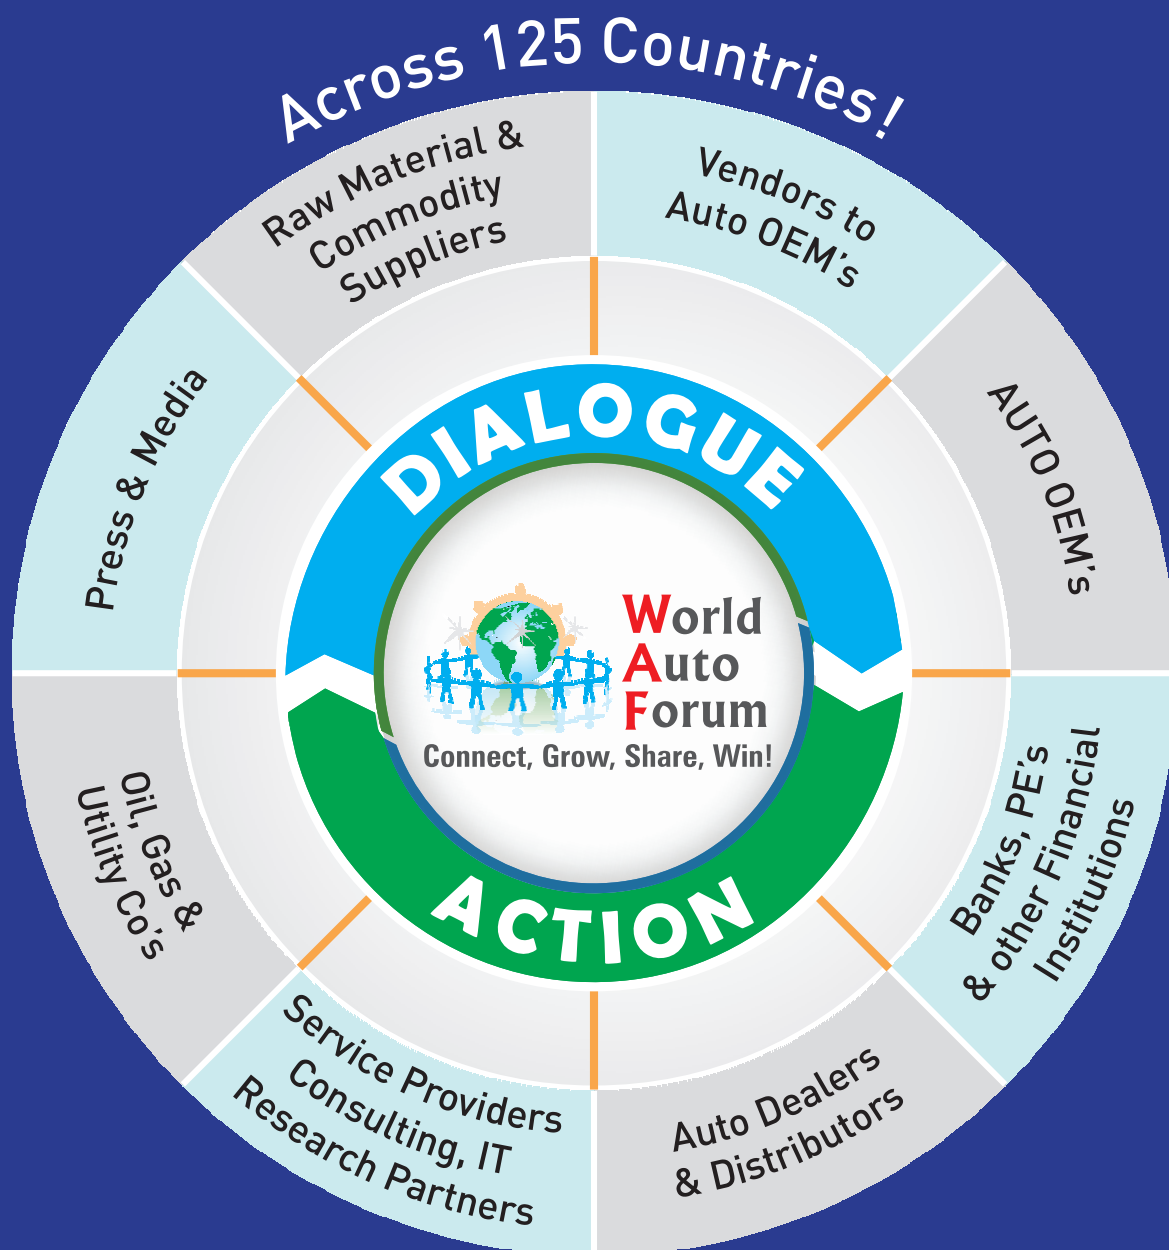 Across 125 Countries!
Raw Material &
Commodity
Suppliers
Vendors to
Auto OEM's
AUTO OEM's
Banks, PE's
& other Financial
Institutions
Auto Dealers
& Distributors
Service Providers
Consulting, IT
Research Partners
Oil, Gas &
Utility Co's
Press & Media
DIALOGUE
World
Auto
Forum
Connect, Grow, Share, Win!
ACTION